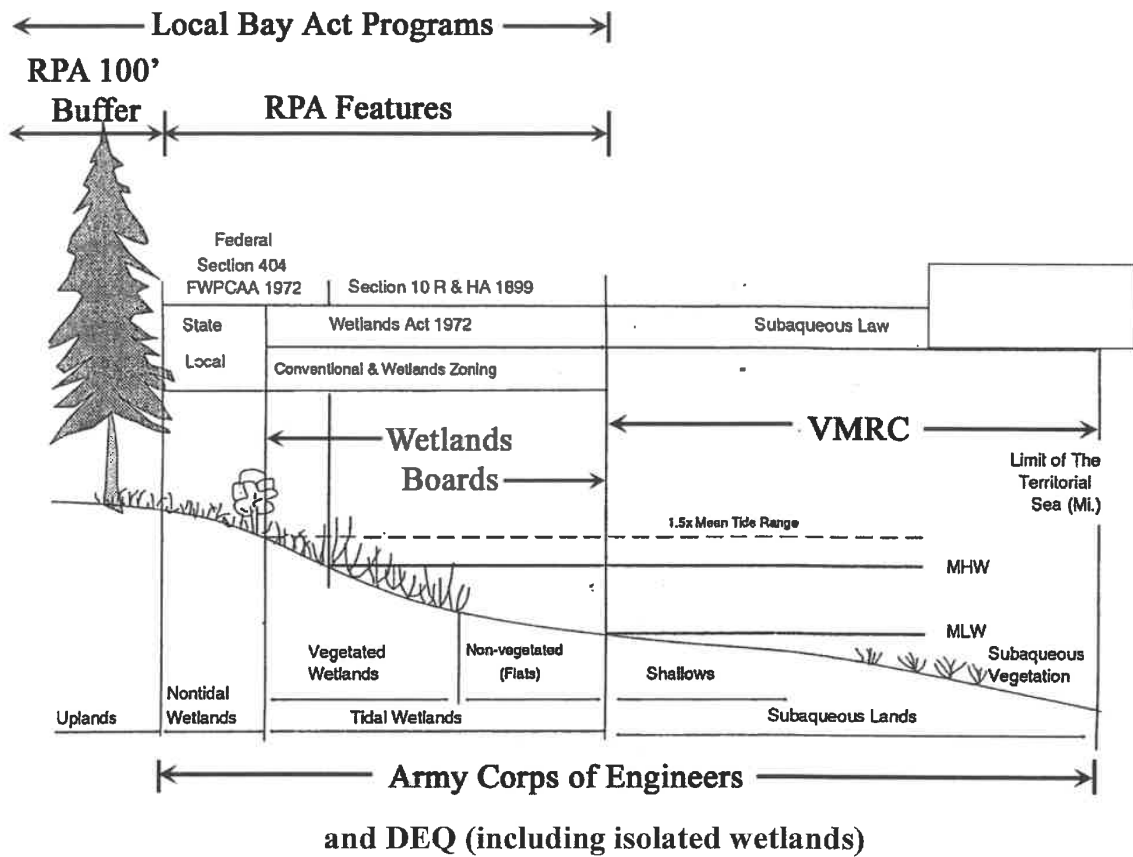 Local Bay Act Programs
RPA 100'
Buffer
RPA Features
Federal
Section 404
FWPCAA 1972
Section 10 R & HA 1899
State
Wetlands Act 1972
Subaqueous Law
Local
Conventional & Wetlands Zoning
Wetlands
Boards
VMRC
Limit of The
Territorial
Sea (Mi.)
1.5x Mean Tide Range
MHW
MLW
Vegetated
Wetlands
Non-vegetated
(Flats)
Shallows
Subaqueous
Vegetation
Nontidal
Wetlands
Uplands
Tidal Wetlands
Subaqueous Lands
Army Corps of Engineers
and DEQ (including isolated wetlands)